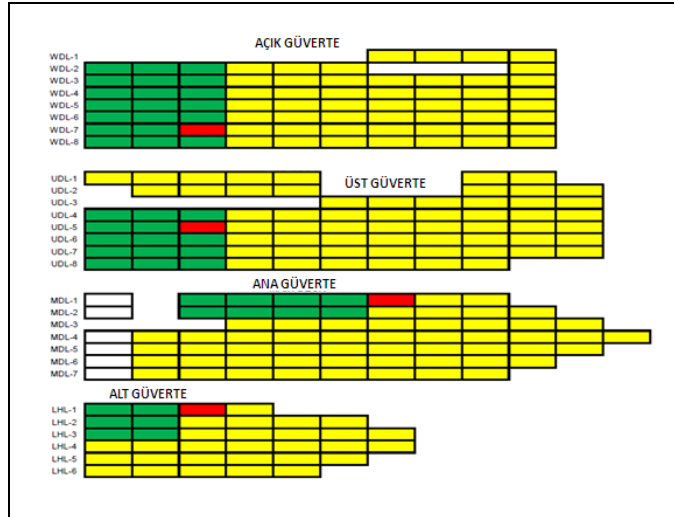 AÇIK GÜVERTE
WDL-1
WDL-2
WDL-3
WDL-4
WDL-5
WDL-6
WDL-7
WDL-8
UDL-1
UDL-2
ÜST GÜVERTE
UDL-3
UDL-4
UDL-5
UDL-6
UDL-7
UDL-8
ANA GÜVERTE
MDL-1
MDL-2
MDL-3
MDL-4
MDL-5
MDL-6
MDL-7
ALT GÜVERTE
LHL-1
LHL-2
LHL-3
LHL-4
LHL-5
LHL-6